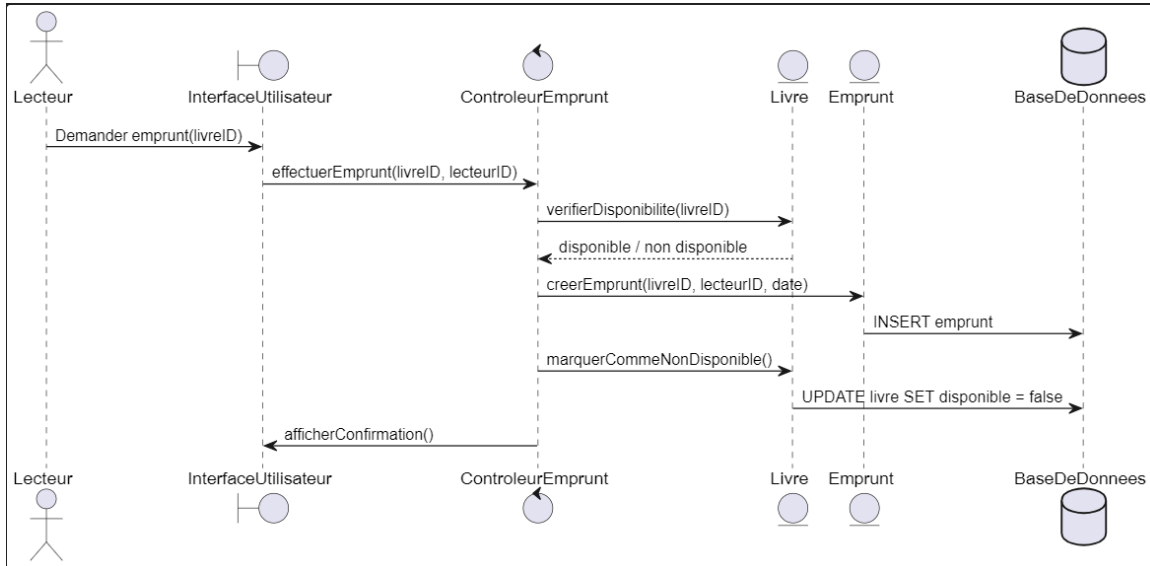 Lecteur InterfaceUtilisateur ControleurEmprunt Livre Emprunt BaseDeDonnees
Demander emprunt(livreID)
effectuerEmprunt(livreID, lecteurID)
verifierDisponibilite(livreID)
disponible / non disponible
creerEmprunt(livreID, lecteurID, date)
INSERT emprunt
marquerCommeNonDisponible()
UPDATE livre SET disponible = false
afficherConfirmation()
Lecteur InterfaceUtilisateur ControleurEmprunt Livre Emprunt BaseDeDonnees